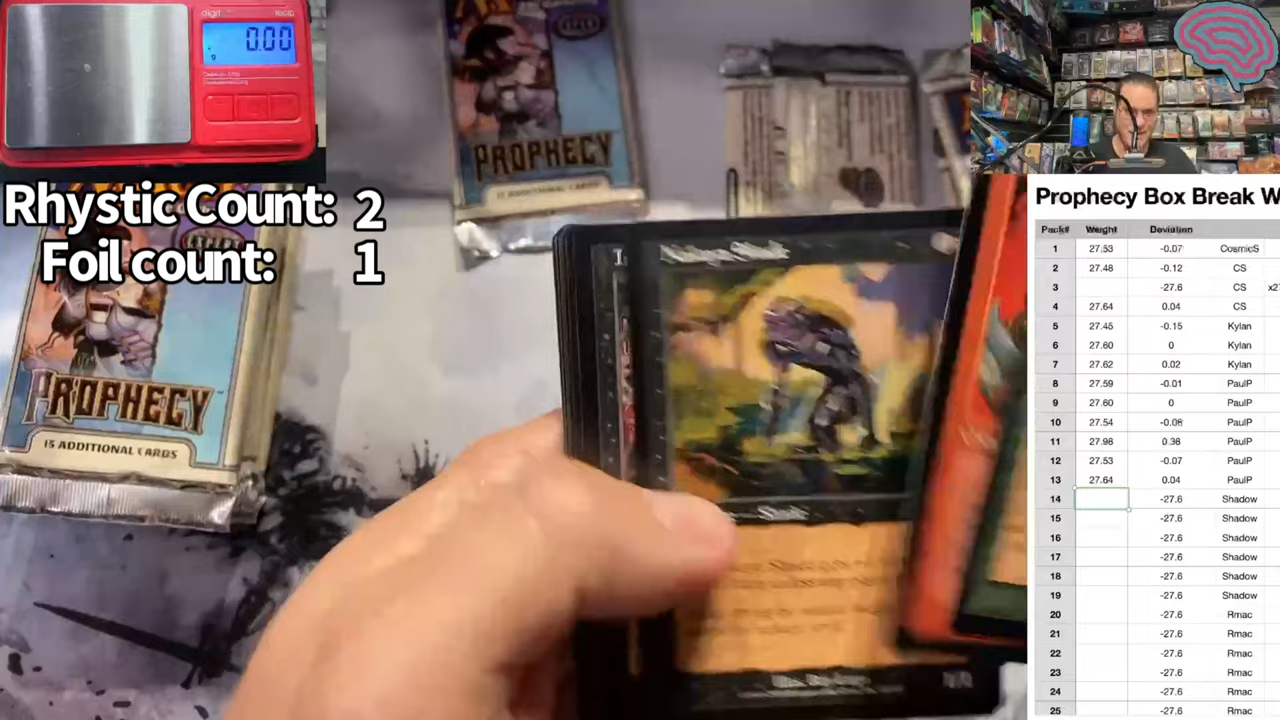 0.00
g
Rhystic Count: 2
Foil count: 1
PROPHECY
15 ADDITIONAL CARDS
PROPHECY
15 ADDITIONAL CARDS
Prophecy Box Break W
Pack# Weight Deviation
1 27.53 -0.07 CosmicS
2 27.48 -0.12 CS
3 -27.6 CS x27
4 27.64 0.04 CS
5 27.45 -0.15 Kylan
6 27.60 0 Kylan
7 27.62 0.02 Kylan
8 27.59 -0.01 PaulP
9 27.60 0 PaulP
10 27.54 -0.06 PaulP
11 27.98 0.38 PaulP
12 27.53 -0.07 PaulP
13 27.64 0.04 PaulP
14 -27.6 Shadow
15 -27.6 Shadow
16 -27.6 Shadow
17 -27.6 Shadow
18 -27.6 Shadow
19 -27.6 Shadow
20 -27.6 Rmac
21 -27.6 Rmac
22 -27.6 Rmac
23 -27.6 Rmac
24 -27.6 Rmac
25 -27.6 Rmac